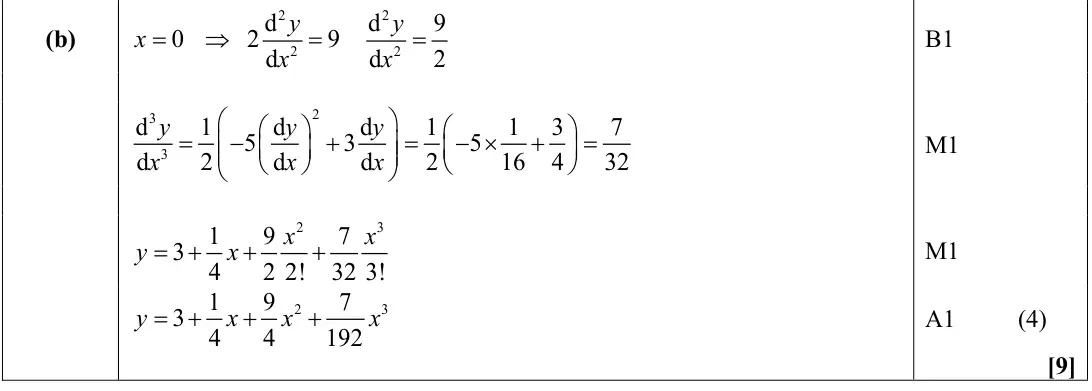 (b) x = 0 ⇒ 2 d²y/dx² = 9 d²y/dx² = 9/2 B1
d³y/dx³ = 1/2 ( −5 (dy/dx)² + 3 dy/dx ) = 1/2 ( −5 × 1/16 + 3/4 ) = 7/32 M1
y = 3 + 1/4 x + 9/2 x²/2! + 7/32 x³/3! M1
y = 3 + 1/4 x + 9/4 x² + 7/192 x³ A1 (4)
[9]